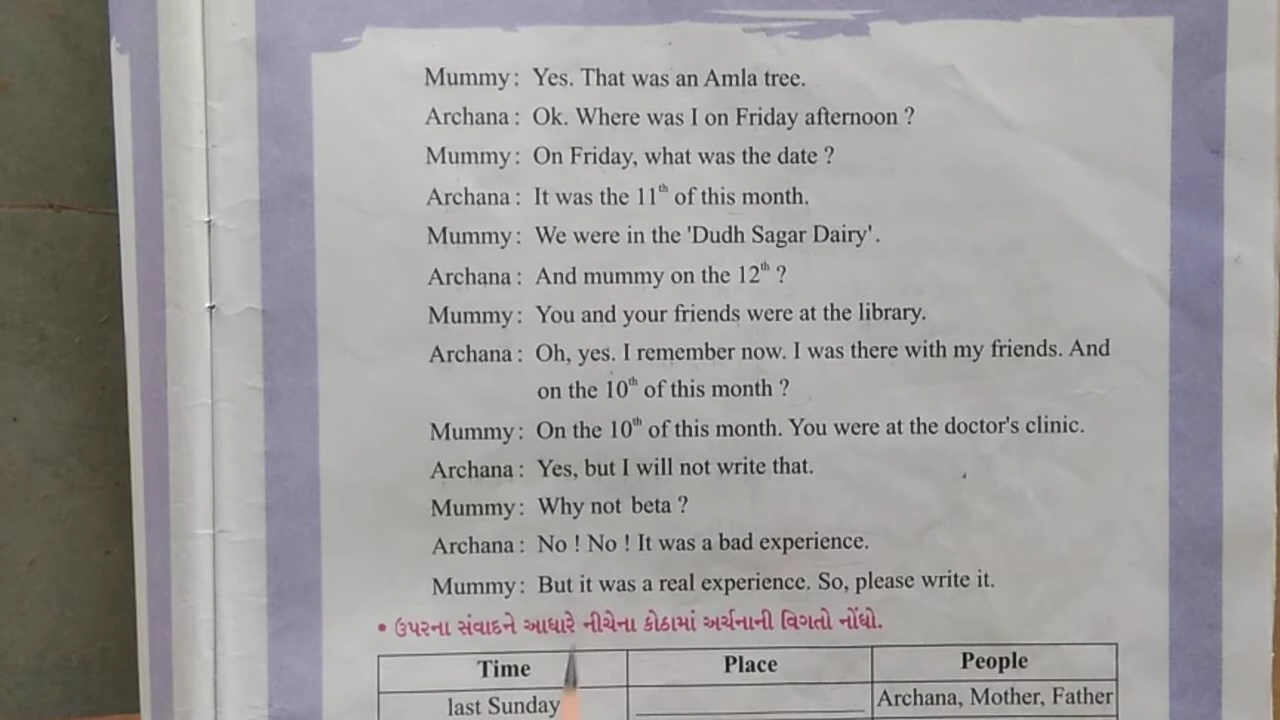 Mummy: Yes. That was an Amla tree.
Archana: Ok. Where was I on Friday afternoon ?
Mummy: On Friday, what was the date ?
Archana: It was the 11th of this month.
Mummy: We were in the 'Dudh Sagar Dairy'.
Archana: And mummy on the 12th ?
Mummy: You and your friends were at the library.
Archana: Oh, yes. I remember now. I was there with my friends. And
on the 10th of this month ?
Mummy: On the 10th of this month. You were at the doctor's clinic.
Archana: Yes, but I will not write that.
Mummy: Why not beta ?
Archana: No ! No ! It was a bad experience.
Mummy: But it was a real experience. So, please write it.
• ઉપરના સંવાદને આધારે નીચેના કોઠામાં અર્ચનાની વિગતો નોંધો.
Time Place People
last Sunday Archana, Mother, Father